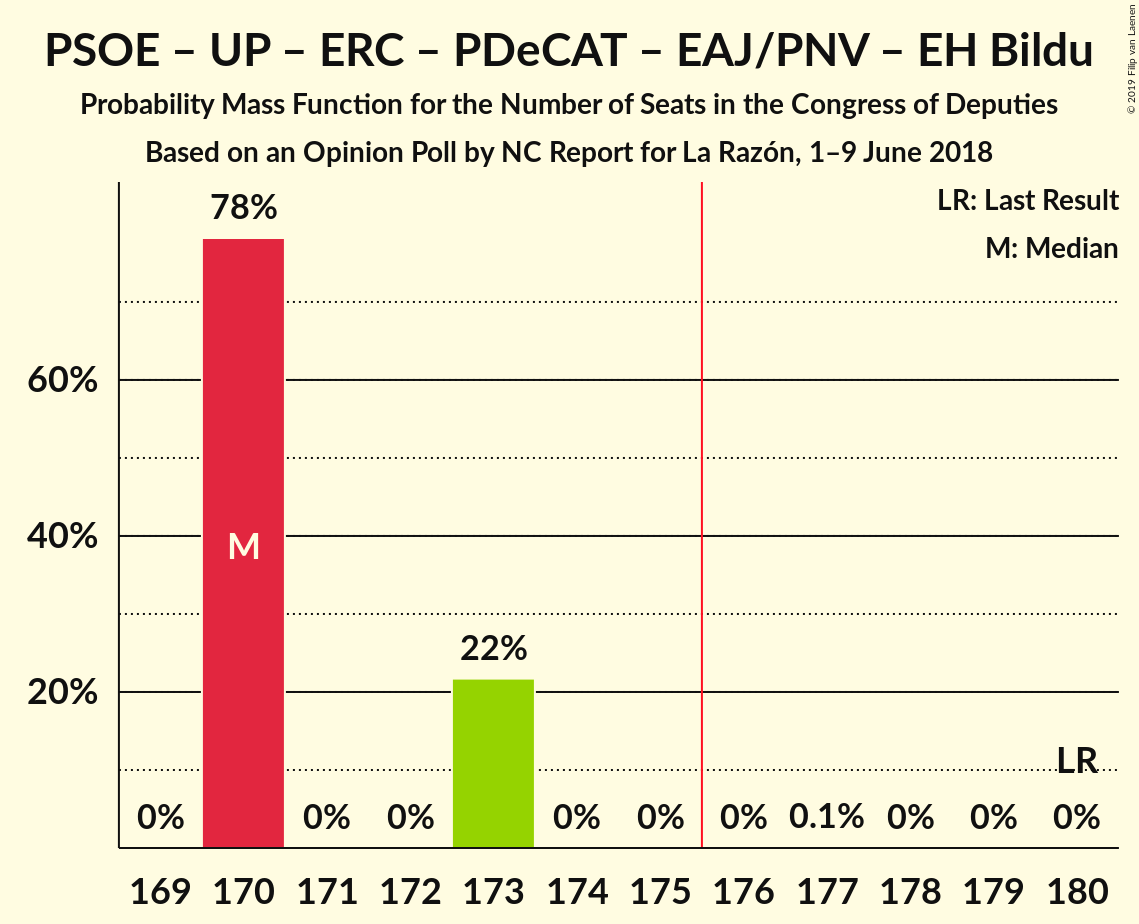 PSOE – UP – ERC – PDeCAT – EAJ/PNV – EH Bildu
Probability Mass Function for the Number of Seats in the Congress of Deputies
Based on an Opinion Poll by NC Report for La Razón, 1–9 June 2018
© 2019 Filip van Laenen
LR: Last Result
M: Median
78%
60%
40%
M
22%
20%
LR
0% 0% 0% 0% 0% 0% 0.1% 0% 0% 0%
169 170 171 172 173 174 175 176 177 178 179 180